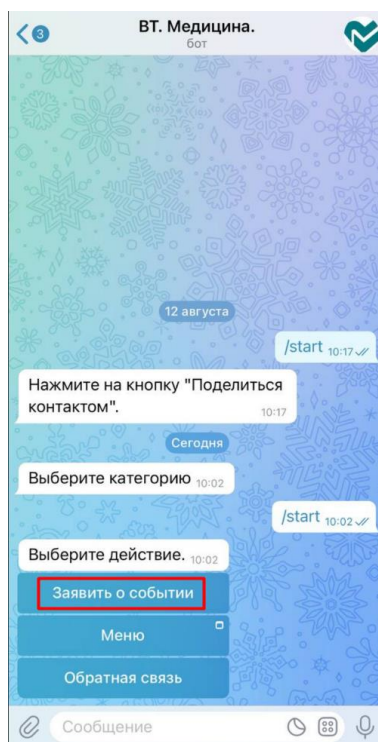 3
ВТ. Медицина.
бот
12 августа
/start 10:17
Нажмите на кнопку "Поделиться
контактом".
10:17
Сегодня
Выберите категорию 10:02
/start 10:02
Выберите действие. 10:02
Заявить о событии
Меню
Обратная связь
Сообщение